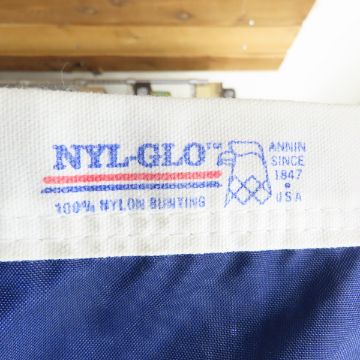 NYL-GLO™
100% NYLON BUNTING
ANNIN
SINCE
1847
•
USA